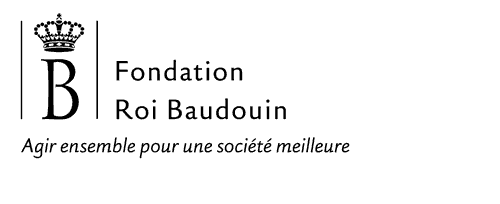 B
Fondation
Roi Baudouin
Agir ensemble pour une société meilleure